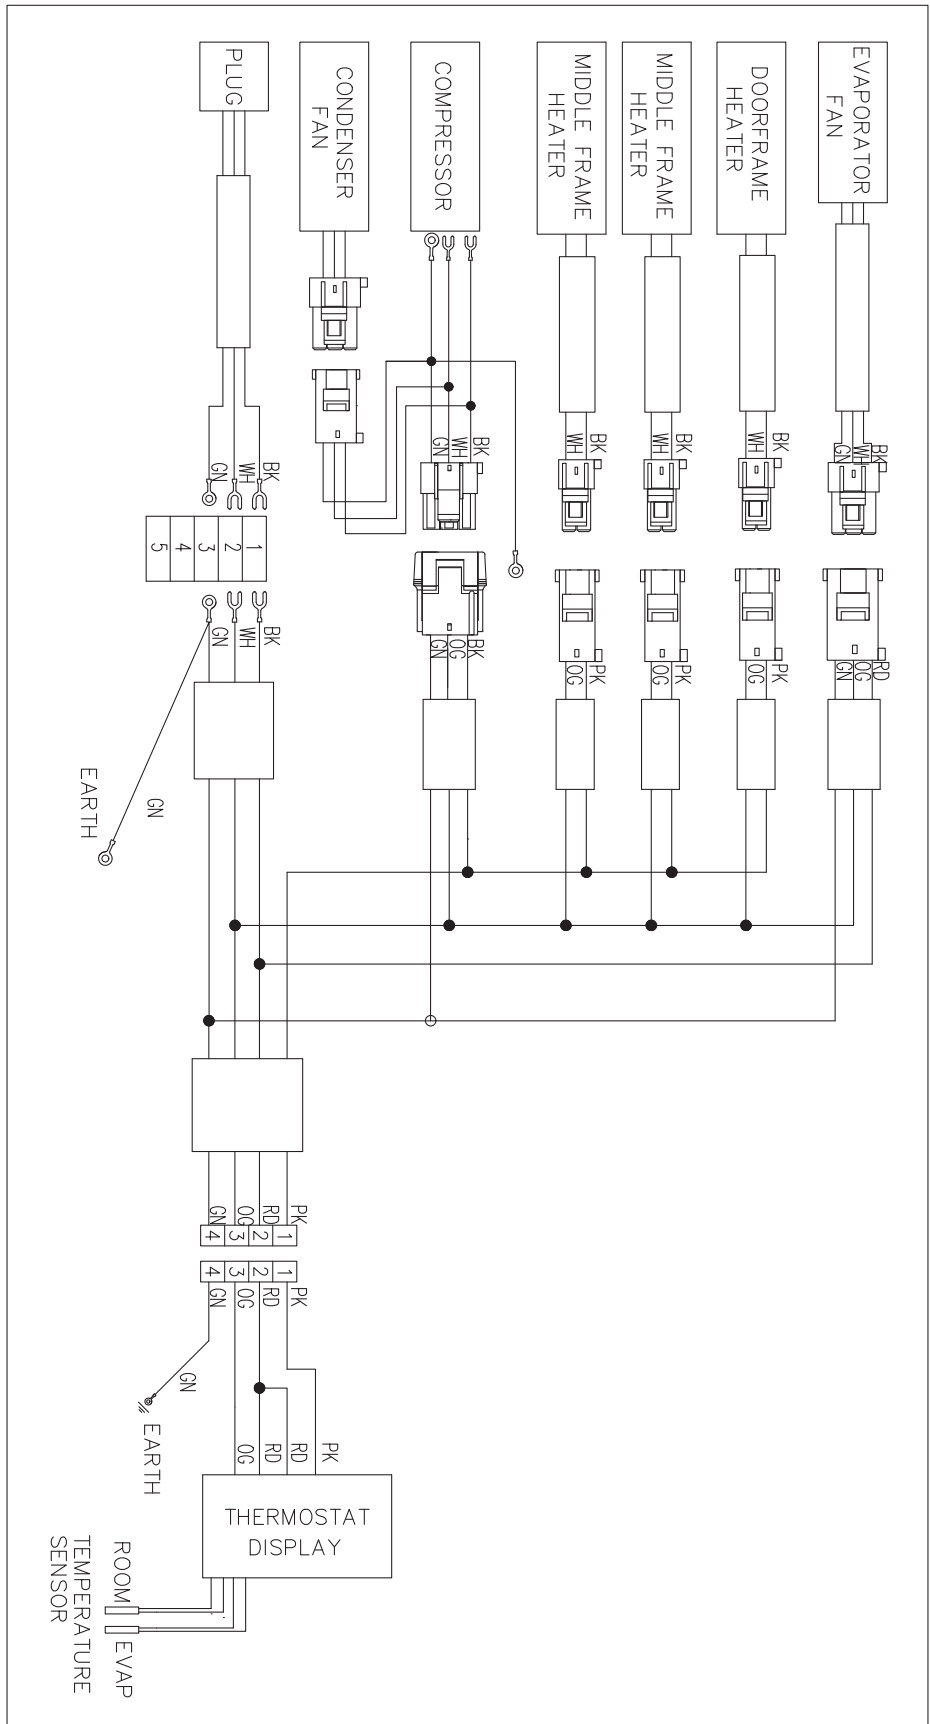 PLUG
CONDENSER
FAN
COMPRESSOR
MIDDLE FRAME
HEATER
MIDDLE FRAME
HEATER
DOORFRAME
HEATER
EVAPORATOR
FAN
GN
WH
BK
GN
WH
BK
WH
BK
WH
BK
WH
BK
GN
WH
BK
5
4
3
2
1
GN
WH
BK
GN
OG
BK
OG
PK
OG
PK
OG
PK
GN
OG
RD
EARTH
GN
GN
OG
RD
PK
4
3
2
1
4
3
2
1
GN
OG
RD
PK
GN
EARTH
OG
RD
RD
PK
THERMOSTAT
DISPLAY
ROOM
EVAP
TEMPERATURE
SENSOR